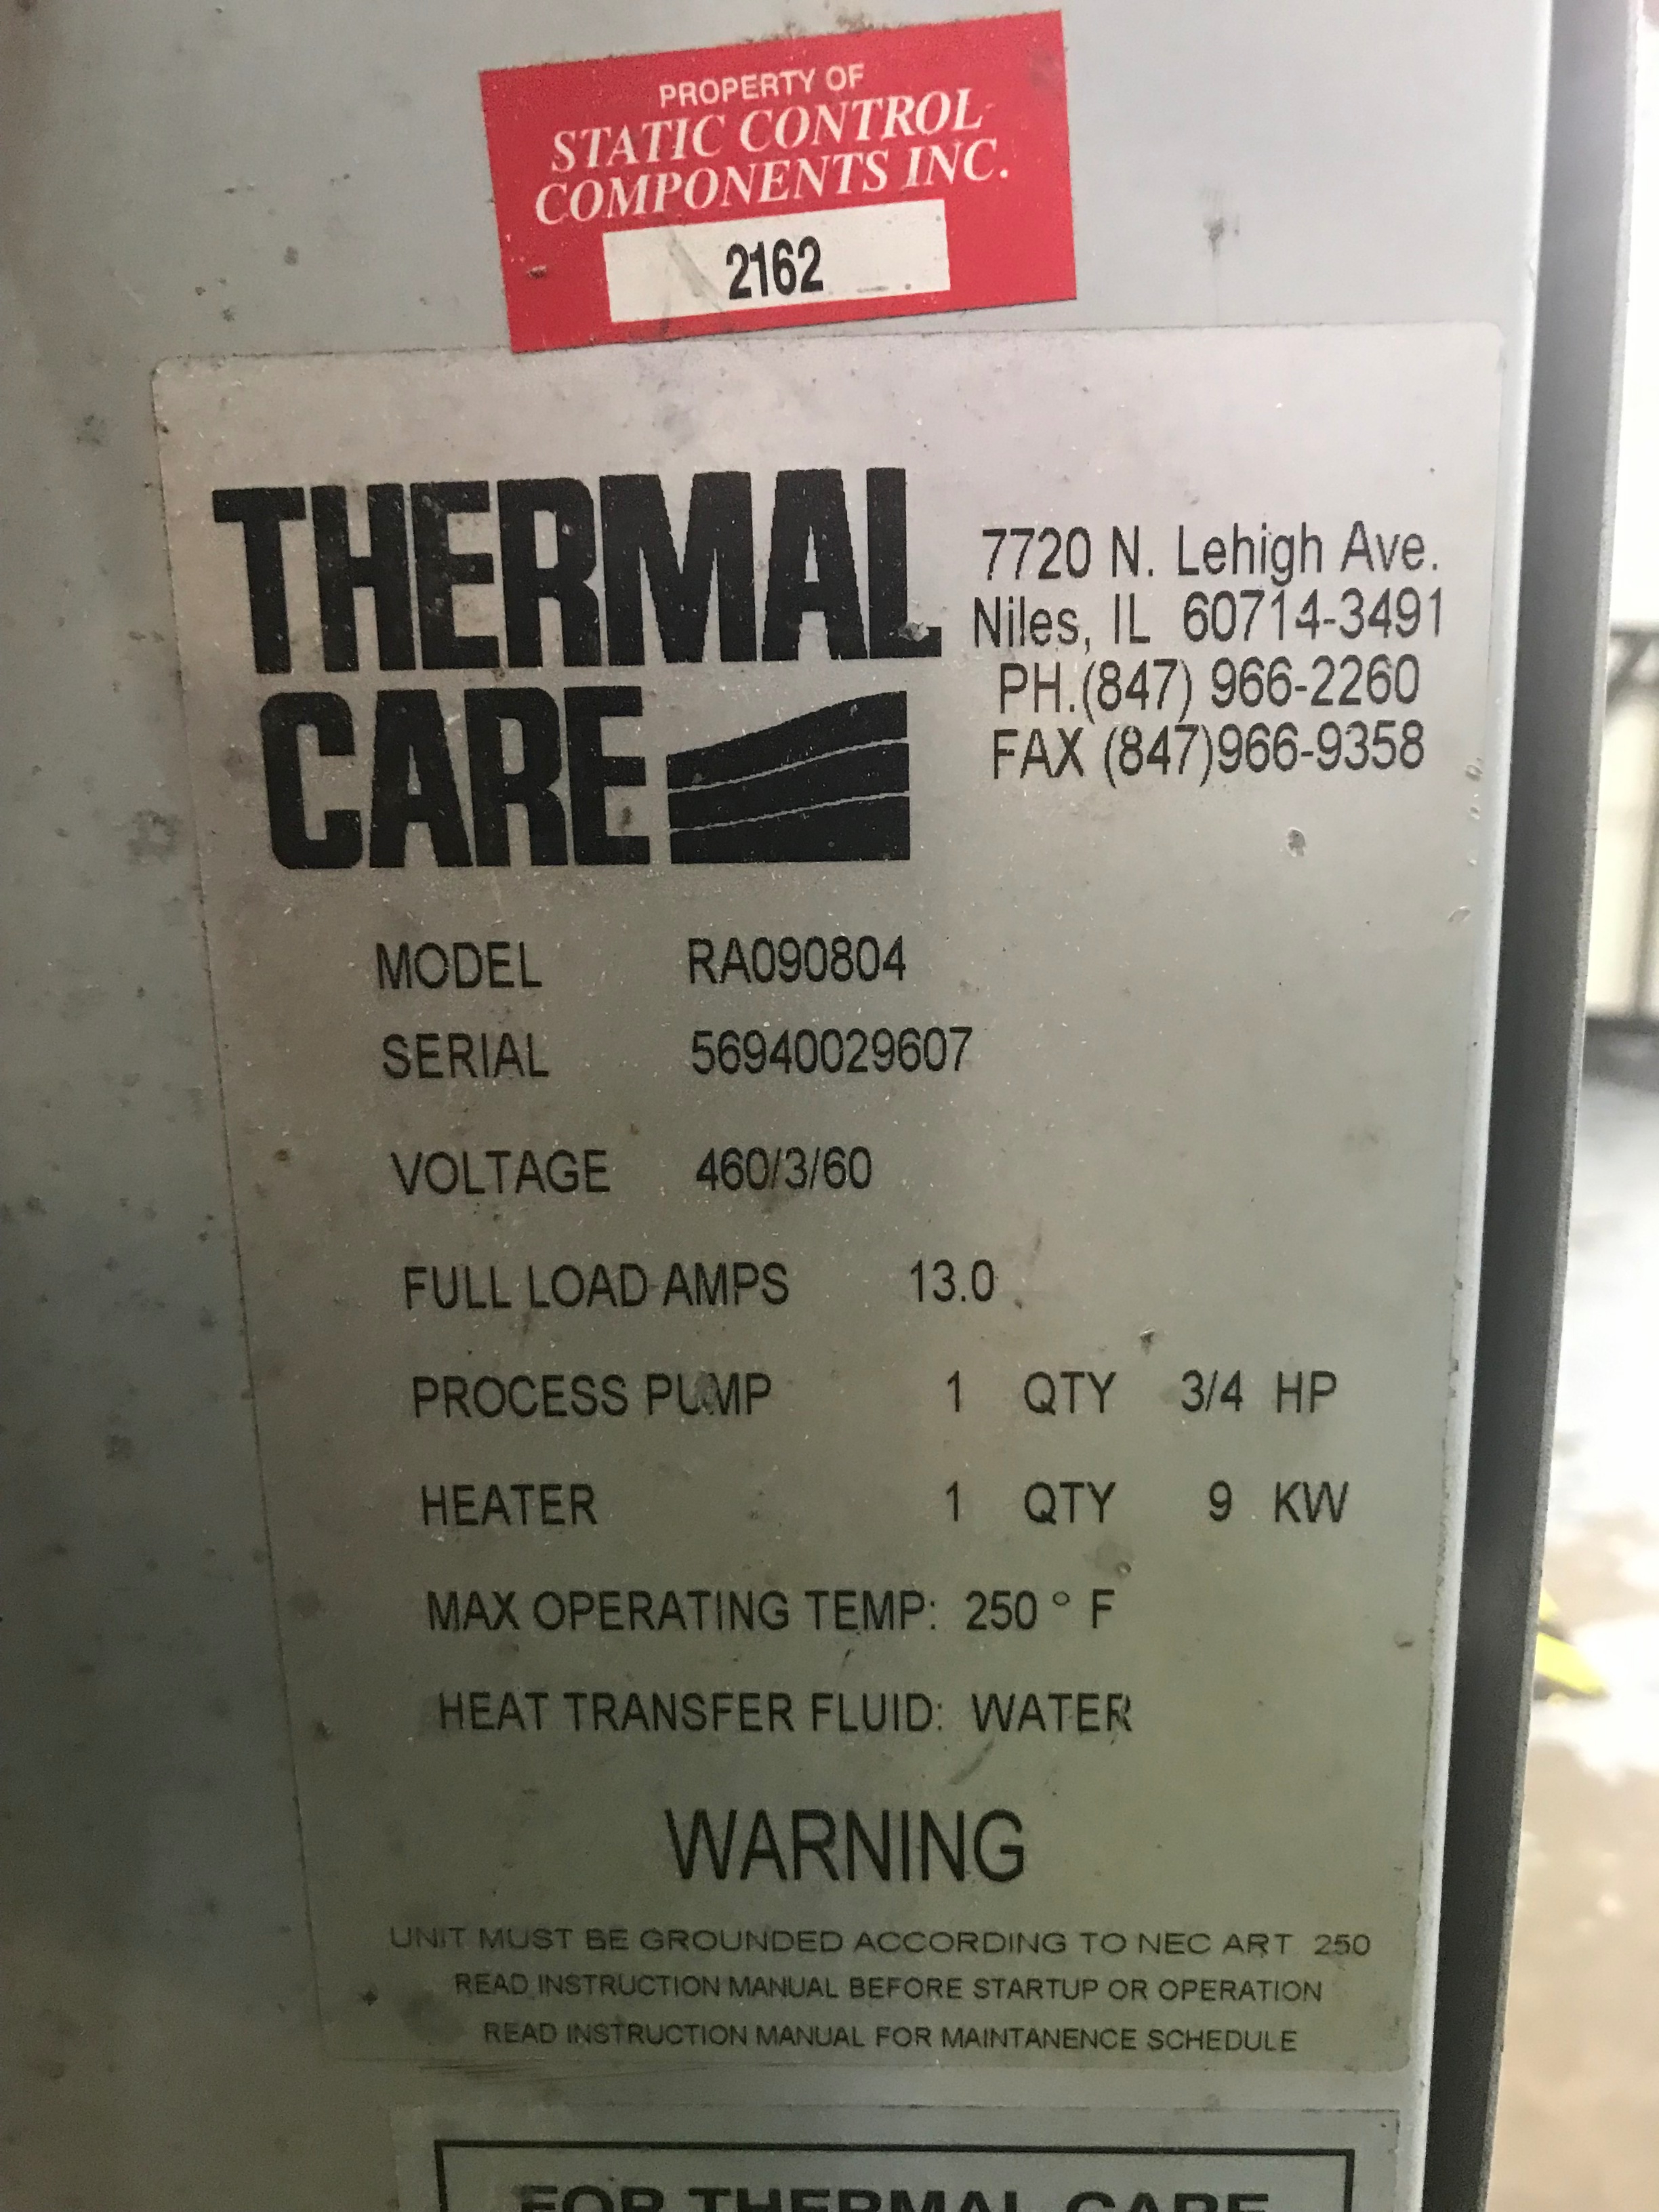 PROPERTY OF
STATIC CONTROL
COMPONENTS INC.
2162
THERMAL
CARE
7720 N. Lehigh Ave.
Niles, IL 60714-3491
PH.(847) 966-2260
FAX (847)966-9358
MODEL RA090804
SERIAL 56940029607
VOLTAGE 460/3/60
FULL LOAD AMPS 13.0
PROCESS PUMP 1 QTY 3/4 HP
HEATER 1 QTY 9 KW
MAX OPERATING TEMP: 250 ° F
HEAT TRANSFER FLUID: WATER
WARNING
UNIT MUST BE GROUNDED ACCORDING TO NEC ART 250
READ INSTRUCTION MANUAL BEFORE STARTUP OR OPERATION
READ INSTRUCTION MANUAL FOR MAINTANENCE SCHEDULE
FOR THERMAL CARE